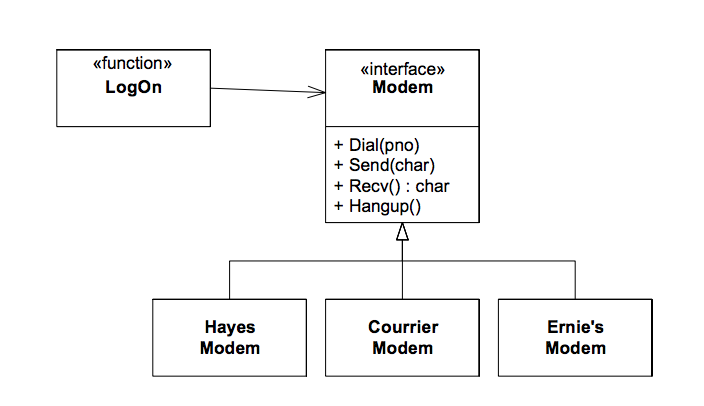 «function»
LogOn
«interface»
Modem
+ Dial(pno)
+ Send(char)
+ Recv() : char
+ Hangup()
Hayes
Modem
Courrier
Modem
Ernie's
Modem